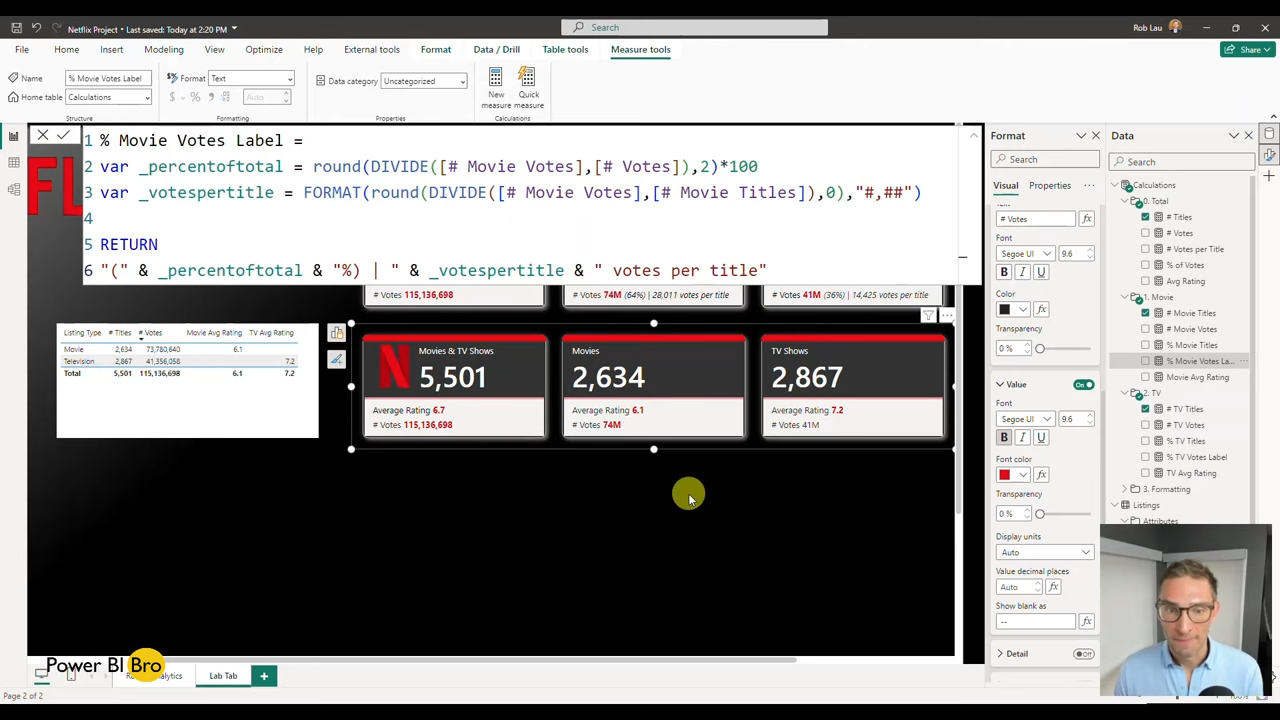 Netflix Project • Last saved: Today at 2:20 PM
Search
Rob Lau
File Home Insert Modeling View Optimize Help External tools Format Data / Drill Table tools Measure tools
Share
Name % Movie Votes Label
Format Text
Data category Uncategorized
Home table Calculations
$ % Auto
New measure
Quick measure
Structure
Formatting
Properties
Calculations
1 % Movie Votes Label =
2 var _percentoftotal = round(DIVIDE([# Movie Votes],[# Votes]),2)*100
3 var _votespertitle = FORMAT(round(DIVIDE([# Movie Votes],[# Movie Titles]),0),"#,##")
4
5 RETURN
6 "(" & _percentoftotal & "%) | " & _votespertitle & " votes per title"
# Votes 115,136,698
# Votes 74M (64%) | 28,011 votes per title
# Votes 41M (36%) | 14,425 votes per title
Listing Type # Titles # Votes Movie Avg Rating TV Avg Rating
Movie 2,634 73,780,640 6.1
Television 2,867 41,356,058 7.2
Total 5,501 115,136,698 6.1 7.2
N
Movies & TV Shows
5,501
Average Rating 6.7
# Votes 115,136,698
Movies
2,634
Average Rating 6.1
# Votes 74M
TV Shows
2,867
Average Rating 7.2
# Votes 41M
Format
Search
Visual Properties
# Votes
Font
Segoe UI 9.6
B I U
Color
Transparency
0 %
Value On
Font
Segoe UI 9.6
B I U
Font color
Transparency
0 %
Display units
Auto
Value decimal places
Auto
Show blank as
--
Detail Off
Data
Search
Calculations
0. Total
# Titles
# Votes
# Votes per Title
% of Votes
Avg Rating
1. Movie
# Movie Titles
# Movie Votes
% Movie Titles
% Movie Votes La...
Movie Avg Rating
2. TV
# TV Titles
# TV Votes
% TV Titles
% TV Votes Label
TV Avg Rating
3. Formatting
Listings
Attributes
Power BI Bro
Lab Tab
Page 2 of 2